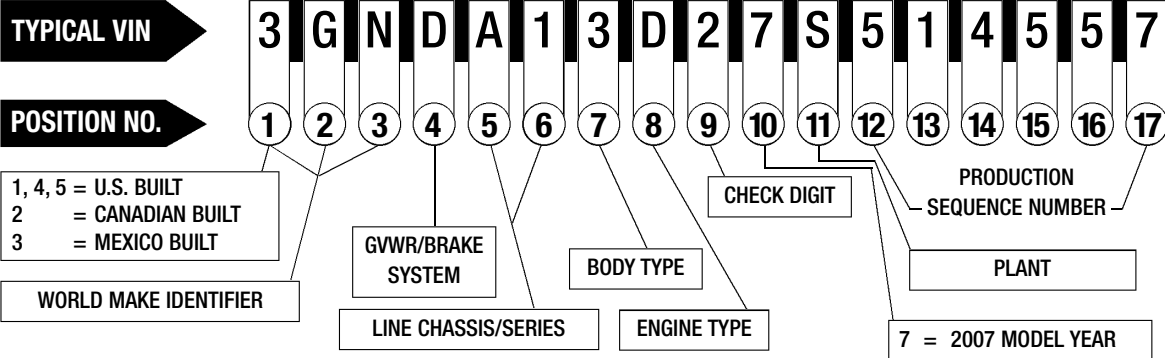 TYPICAL VIN 3 G N D A 1 3 D 2 7 S 5 1 4 5 5 7
POSITION NO. 1 2 3 4 5 6 7 8 9 10 11 12 13 14 15 16 17
1, 4, 5 = U.S. BUILT
2 = CANADIAN BUILT
3 = MEXICO BUILT
WORLD MAKE IDENTIFIER
GVWR/BRAKE
SYSTEM
LINE CHASSIS/SERIES
BODY TYPE
ENGINE TYPE
CHECK DIGIT
PRODUCTION
SEQUENCE NUMBER
PLANT
7 = 2007 MODEL YEAR